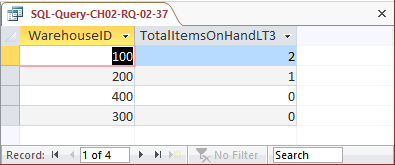 SQL-Query-CH02-RQ-02-37
WarehouseID TotalItemsOnHandLT3
100 2
200 1
400 0
300 0
Record: 1 of 4 No Filter Search